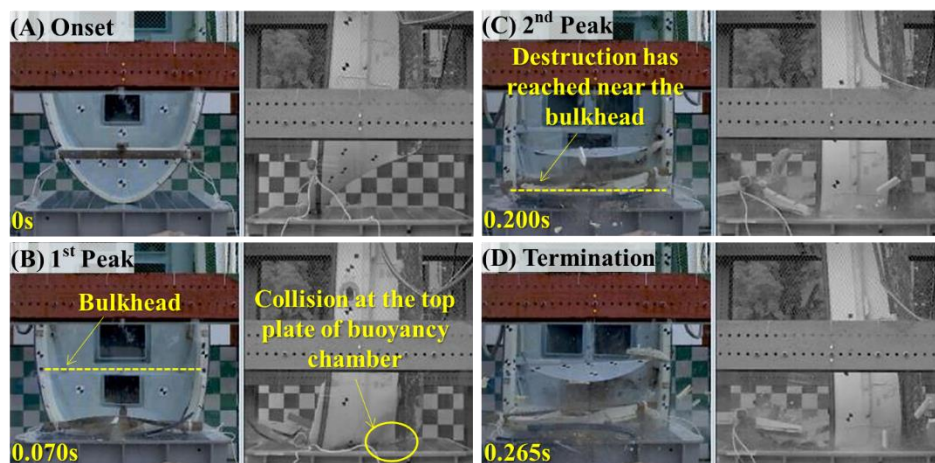 (A) Onset
0s
(B) 1st Peak
Bulkhead
Collision at the top
plate of buoyancy
chamber
0.070s
(C) 2nd Peak
Destruction has
reached near the
bulkhead
0.200s
(D) Termination
0.265s